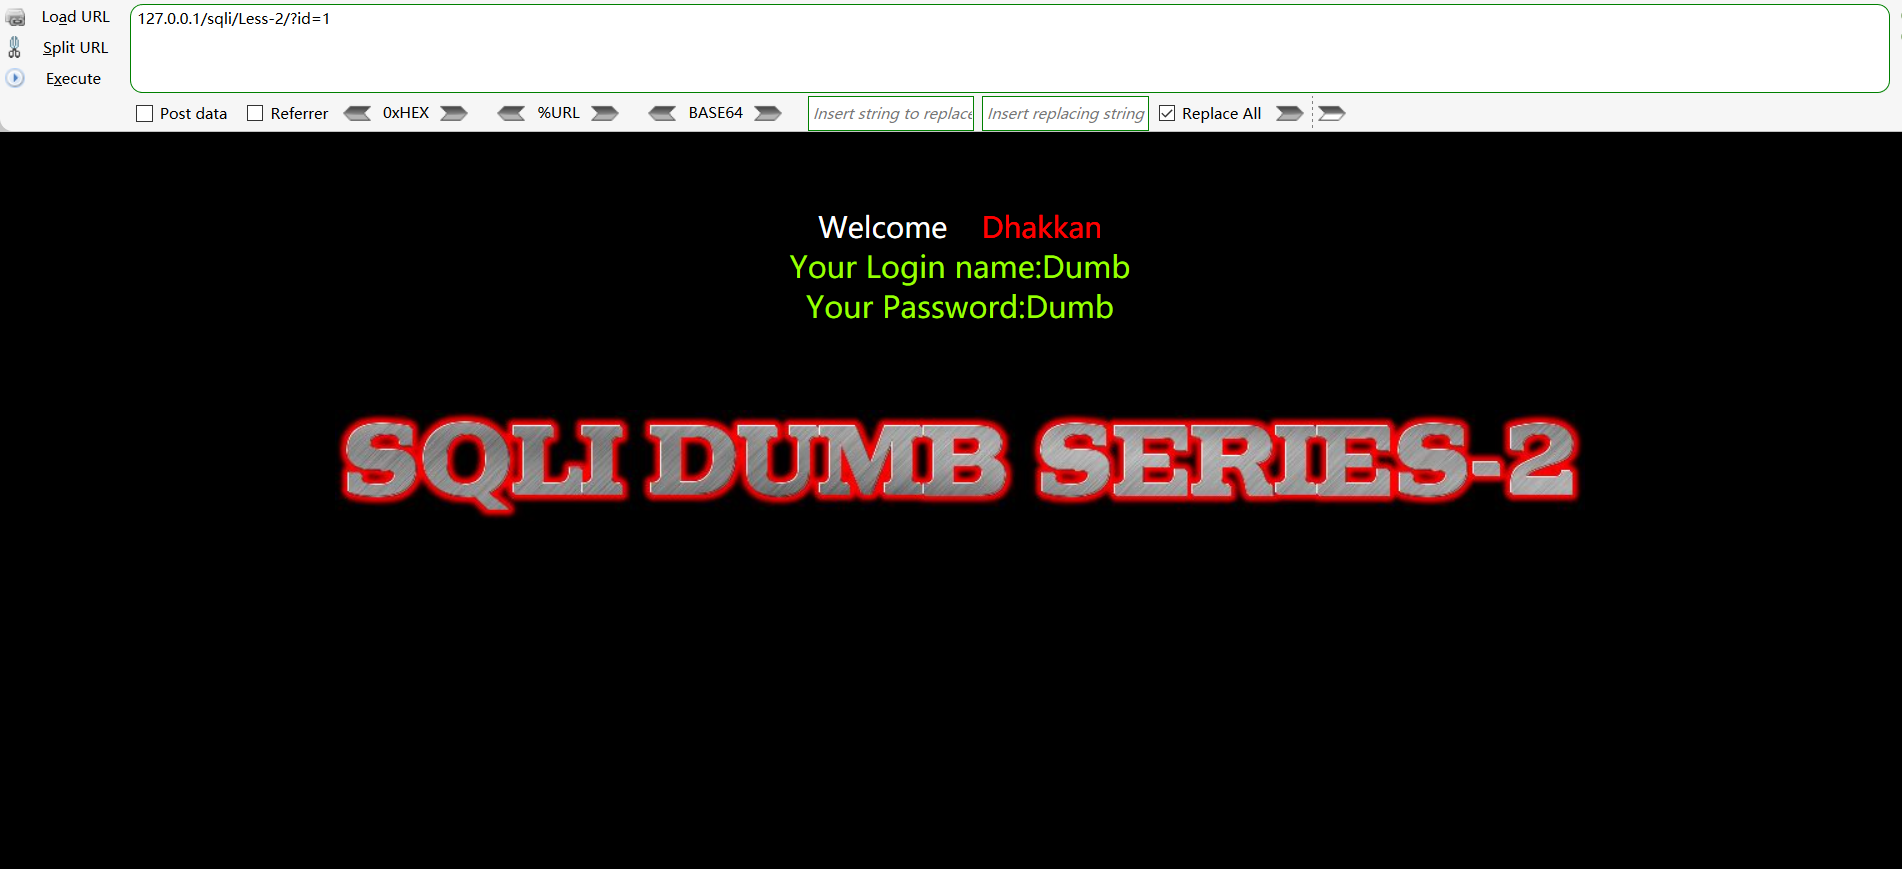 Load URL
127.0.0.1/sqli/Less-2/?id=1
Split URL
Execute
Post data Referrer 0xHEX %URL BASE64 Insert string to replace Insert replacing string Replace All
Welcome Dhakkan
Your Login name:Dumb
Your Password:Dumb
SQLI DUMB SERIES-2